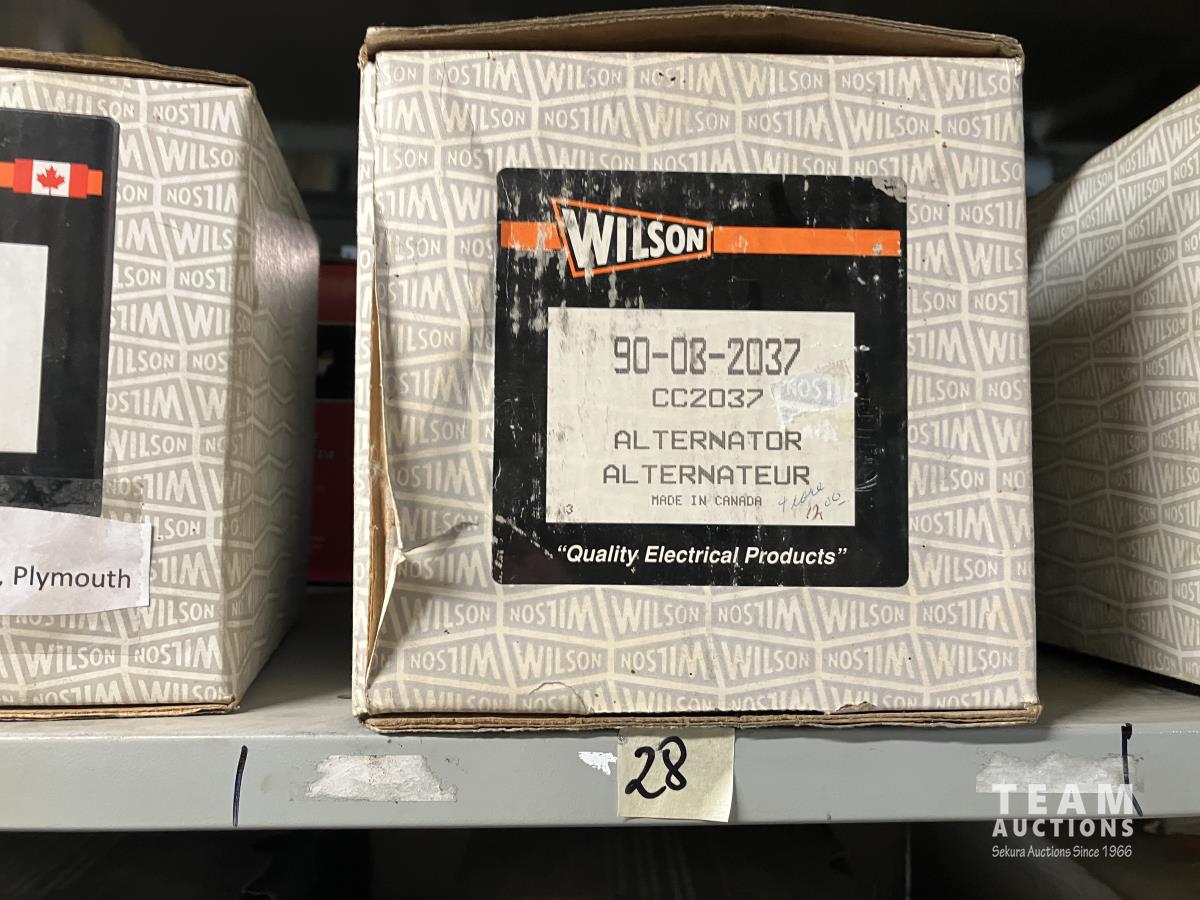 WILSON
90-08-2037
CC2037
ALTERNATOR
ALTERNATEUR
MADE IN CANADA
3
12.00
"Quality Electrical Products"
, Plymouth
28
TEAM
AUCTIONS
Sekura Auctions Since 1966